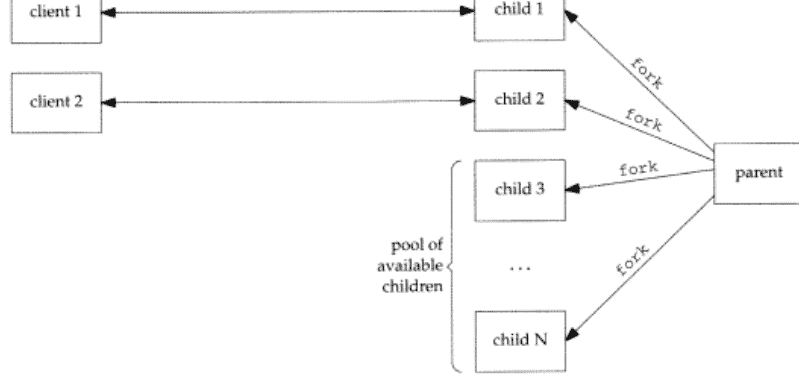 client 1
child 1
fork
client 2
child 2
fork
fork
parent
child 3
pool of
available
children
...
fork
child N